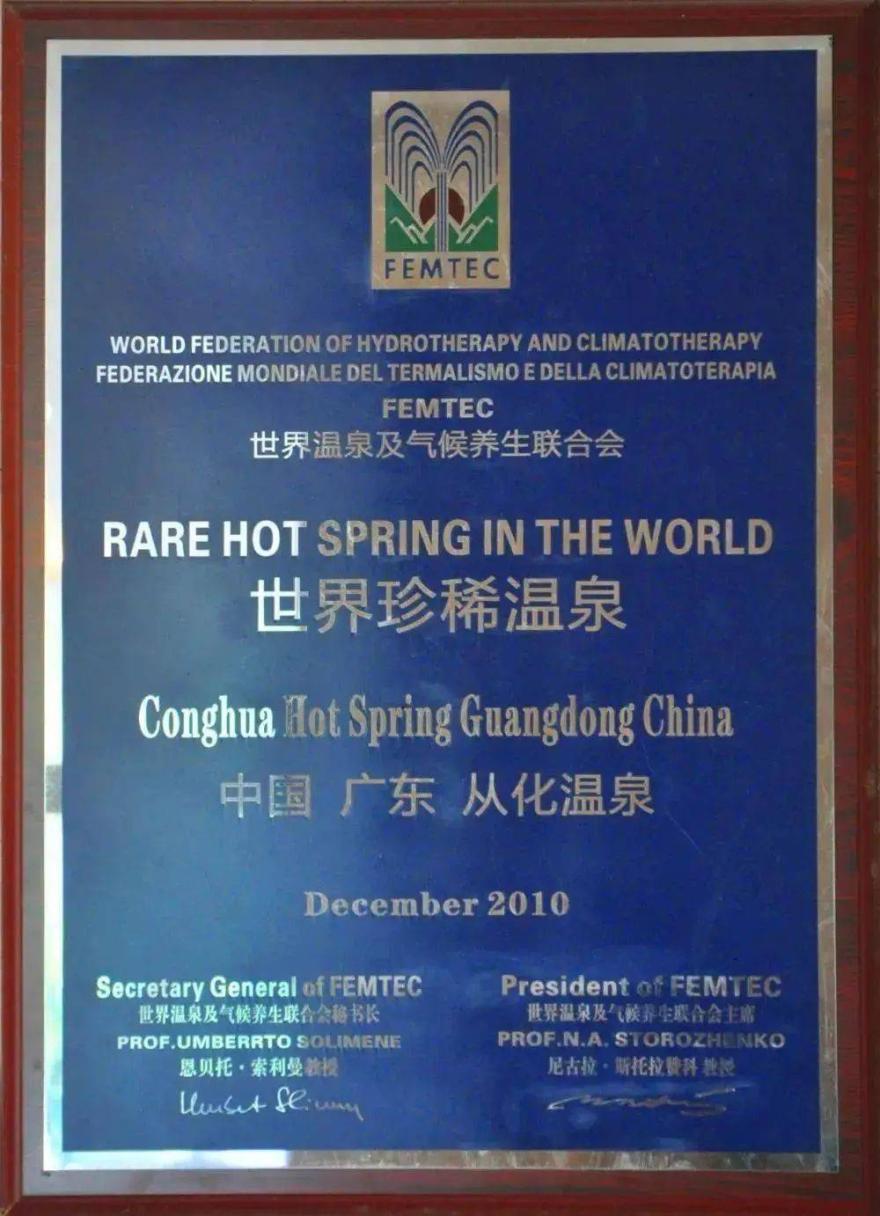 FEMTEC
WORLD FEDERATION OF HYDROTHERAPY AND CLIMATOTHERAPY
FEDERAZIONE MONDIALE DEL TERMALISMO E DELLA CLIMATOTERAPIA
FEMTEC
世界温泉及气候养生联合会
RARE HOT SPRING IN THE WORLD
世界珍稀温泉
Conghua Hot Spring Guangdong China
中国 广东 从化温泉
December 2010
Secretary General of FEMTEC
世界温泉及气候养生联合会秘书长
PROF.UMBERRTO SOLIMENE
恩贝托·索利曼教授
President of FEMTEC
世界温泉及气候养生联合会主席
PROF.N.A. STOROZHENKO
尼古拉·斯托拉贊科 教授